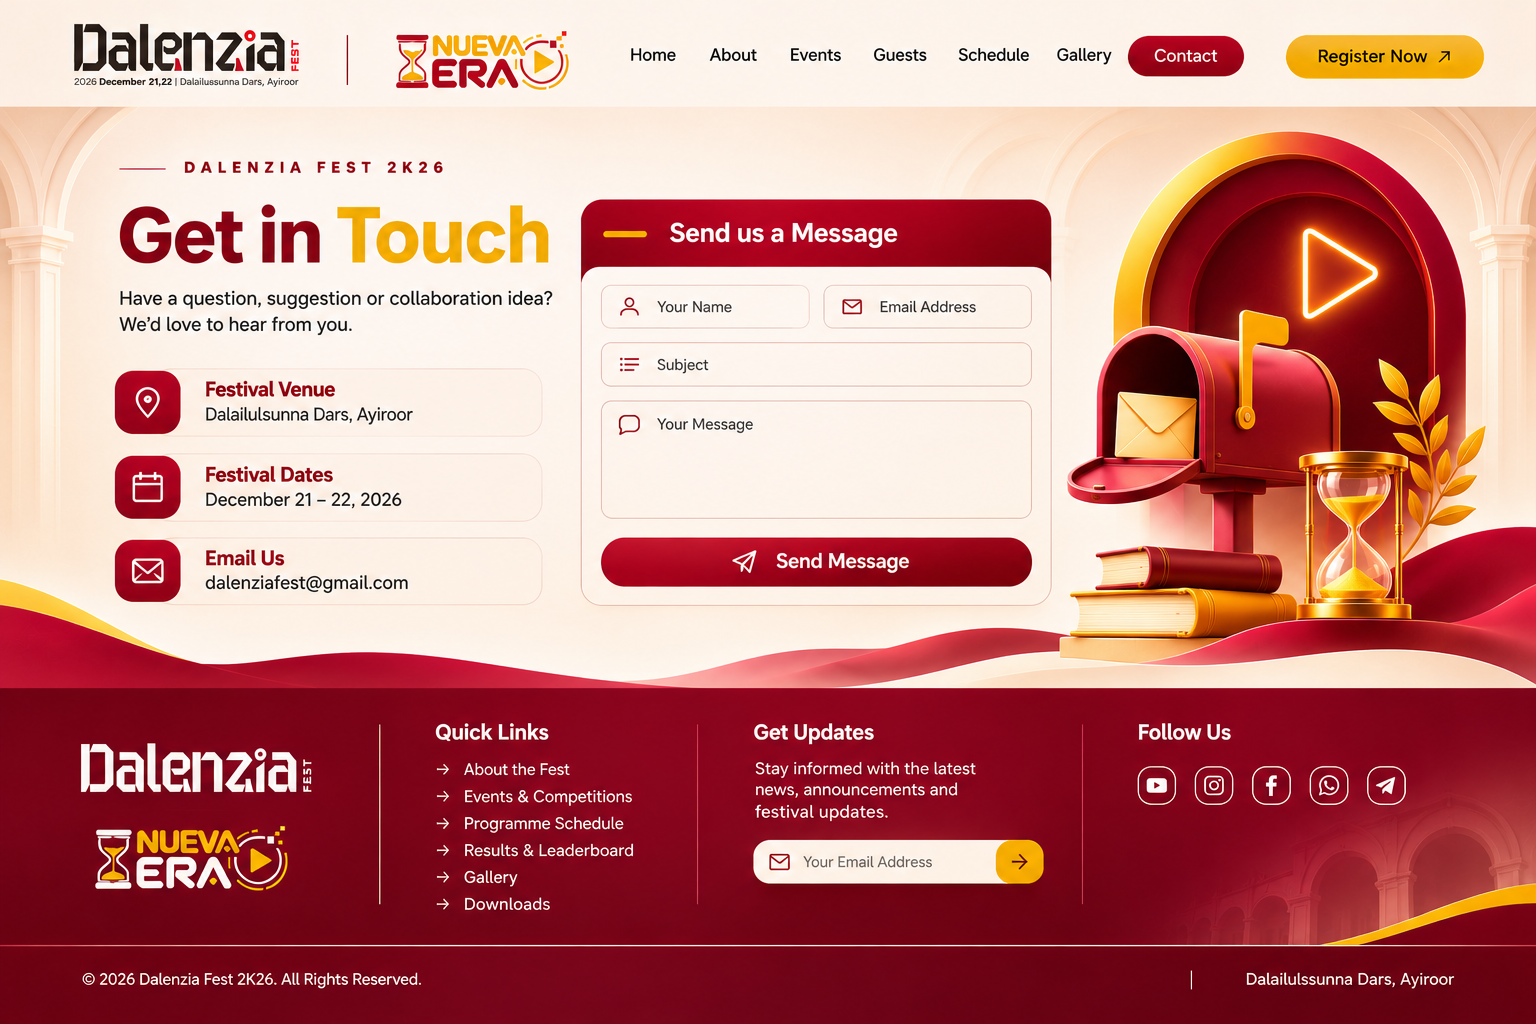 Dalenzia FEST
2026 December 21,22 | Dalailussunna Dars, Ayiroor
NUEVA
ERA
Home About Events Guests Schedule Gallery Contact Register Now
DALENZIA FEST 2K26
Get in Touch
Have a question, suggestion or collaboration idea?
We’d love to hear from you.
Festival Venue
Dalailulsunna Dars, Ayiroor
Festival Dates
December 21 – 22, 2026
Email Us
dalenziafest@gmail.com
Send us a Message
Your Name Email Address
Subject
Your Message
Send Message
Dalenzia FEST
NUEVA
ERA
Quick Links
About the Fest
Events & Competitions
Programme Schedule
Results & Leaderboard
Gallery
Downloads
Get Updates
Stay informed with the latest
news, announcements and
festival updates.
Your Email Address
Follow Us
© 2026 Dalenzia Fest 2K26. All Rights Reserved.
Dalailulssunna Dars, Ayiroor